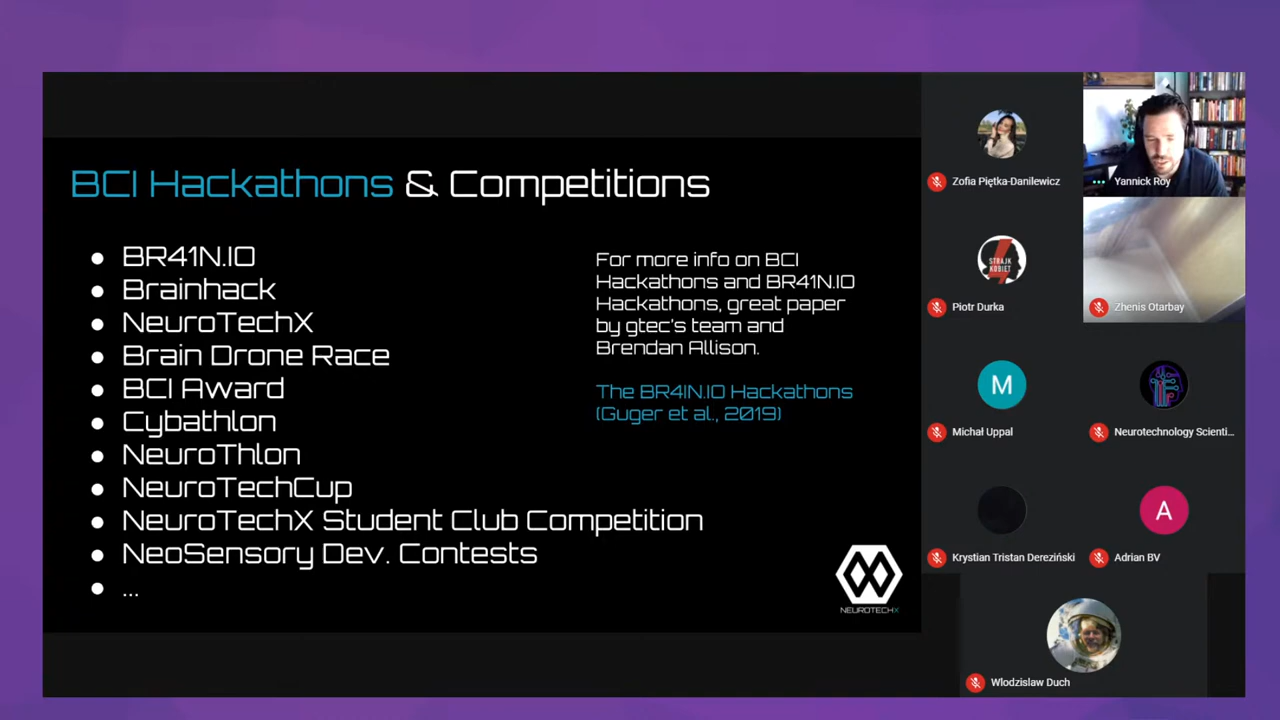 BCI Hackathons & Competitions
● BR41N.IO
● Brainhack
● NeuroTechX
● Brain Drone Race
● BCI Award
● Cybathlon
● NeuroThlon
● NeuroTechCup
● NeuroTechX Student Club Competition
● NeoSensory Dev. Contests
● ...
For more info on BCI
Hackathons and BR41N.IO
Hackathons, great paper
by gtec's team and
Brendan Allison.
The BR41N.IO Hackathons
(Guger et al., 2019)
NEUROTECHX
Zofia Piętka-Danilewicz
Yannick Roy
STRAJK
KOBIET
Piotr Durka
Zhenis Otarbay
M
Michał Uppal
Neurotechnology Scienti...
Krystian Tristan Dereziński
A
Adrian BV
Wlodzislaw Duch